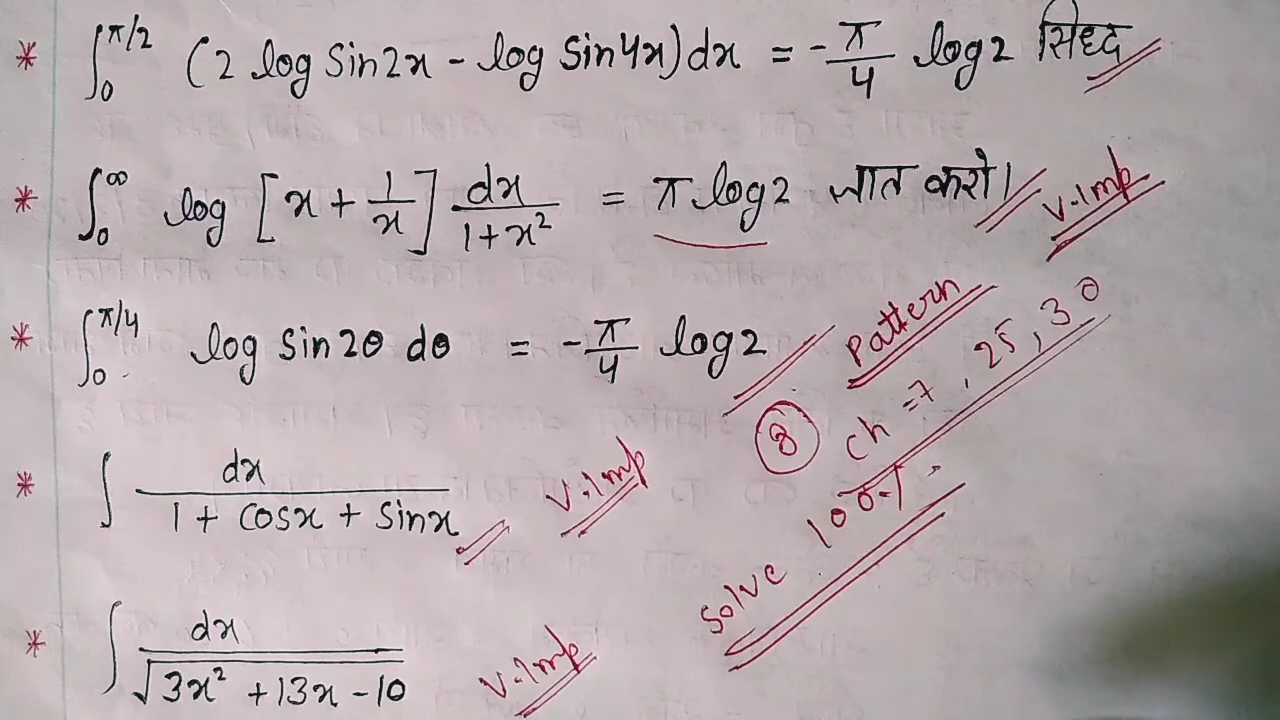 * ∫₀^π/2 (2 log sin2x - log sin4x) dx = -π/4 log2 सिध्द
* ∫₀^∞ log [x + 1/x] dx/1+x² = π log2 ज्ञात करो। V.Imp
* ∫₀^π/4 log sin2θ dθ = -π/4 log2
Pattern
8 ch = 7, 25, 30
* ∫ dx/1 + cosx + sinx V.Imp
Solve 100%
* ∫ dx/√3x² + 13x - 10 V.Imp